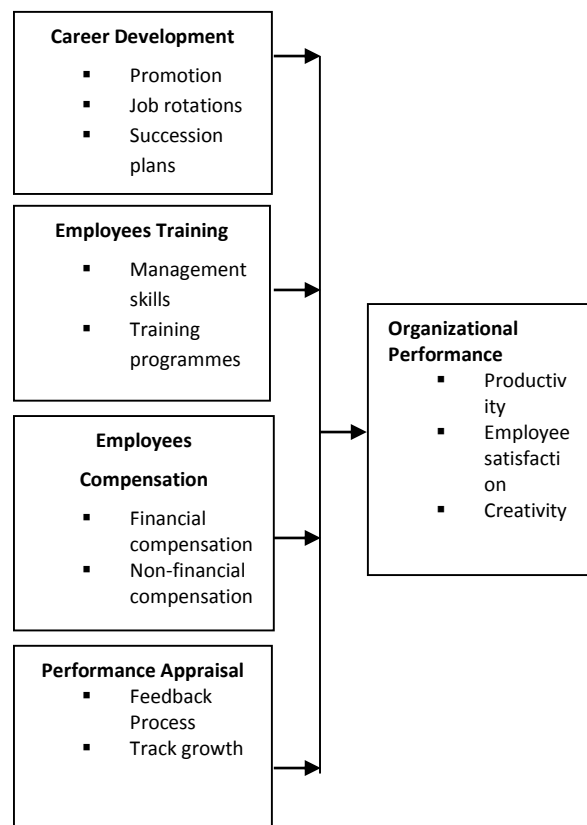 Career Development
▪ Promotion
▪ Job rotations
▪ Succession
plans
Employees Training
▪ Management
skills
▪ Training
programmes
Employees
Compensation
▪ Financial
compensation
▪ Non-financial
compensation
Performance Appraisal
▪ Feedback
Process
▪ Track growth
Organizational
Performance
▪ Productiv
ity
▪ Employee
satisfacti
on
▪ Creativity